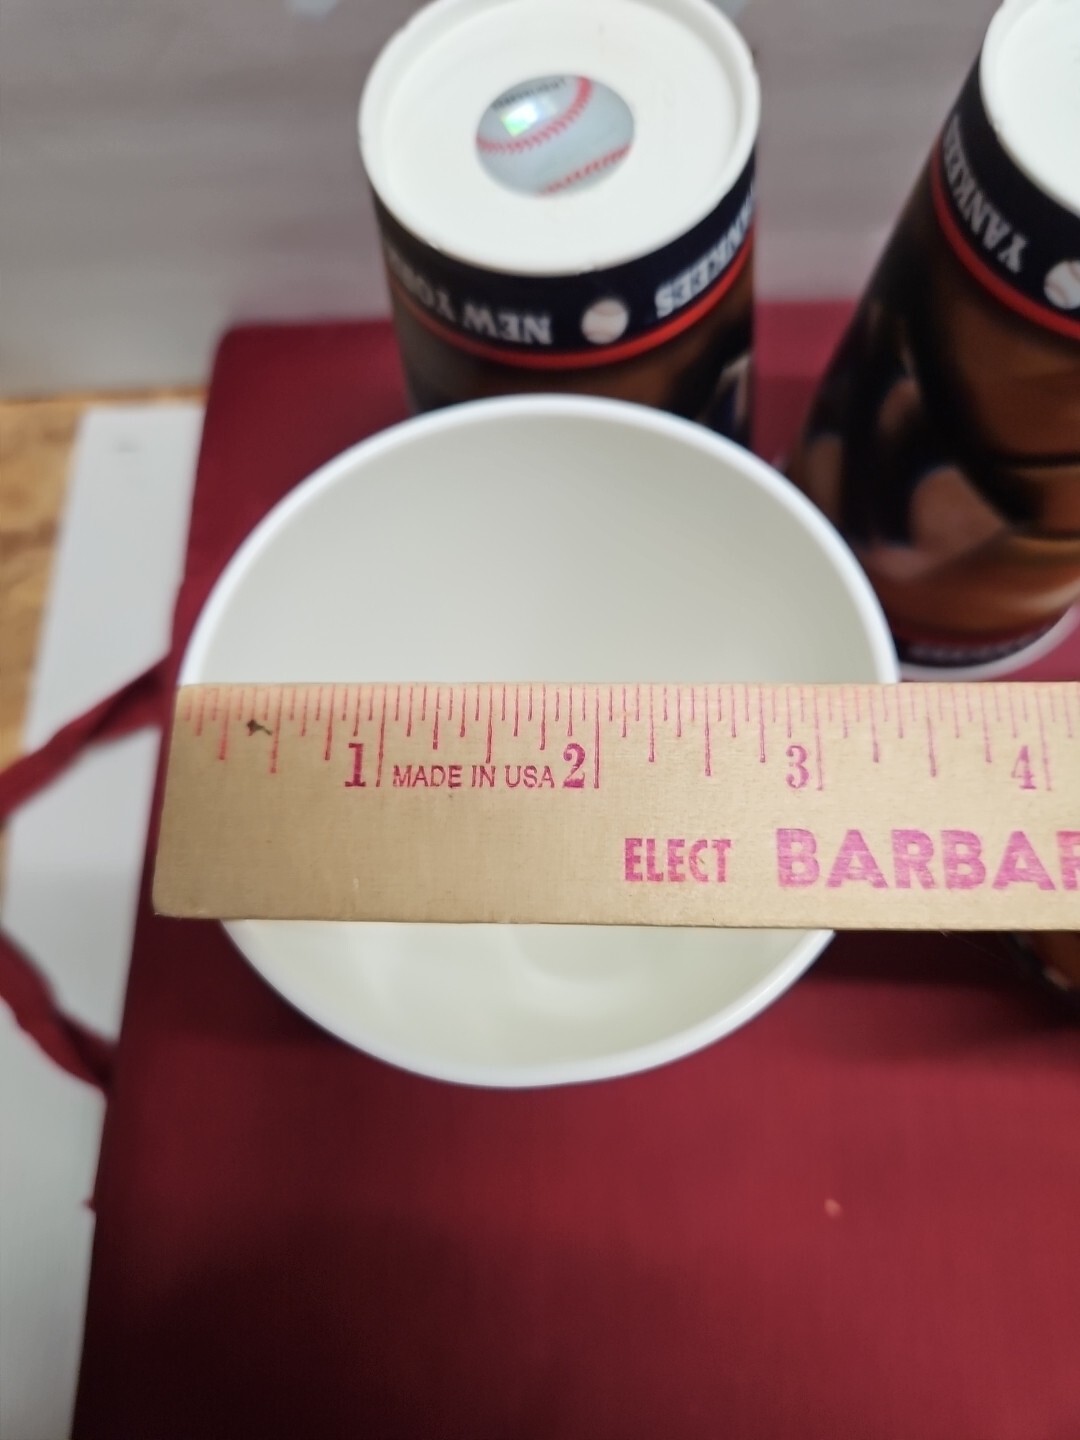 NEW YORK
YANKEES
YANKEES
1 MADE IN USA 2 3 4
ELECT BARBAR